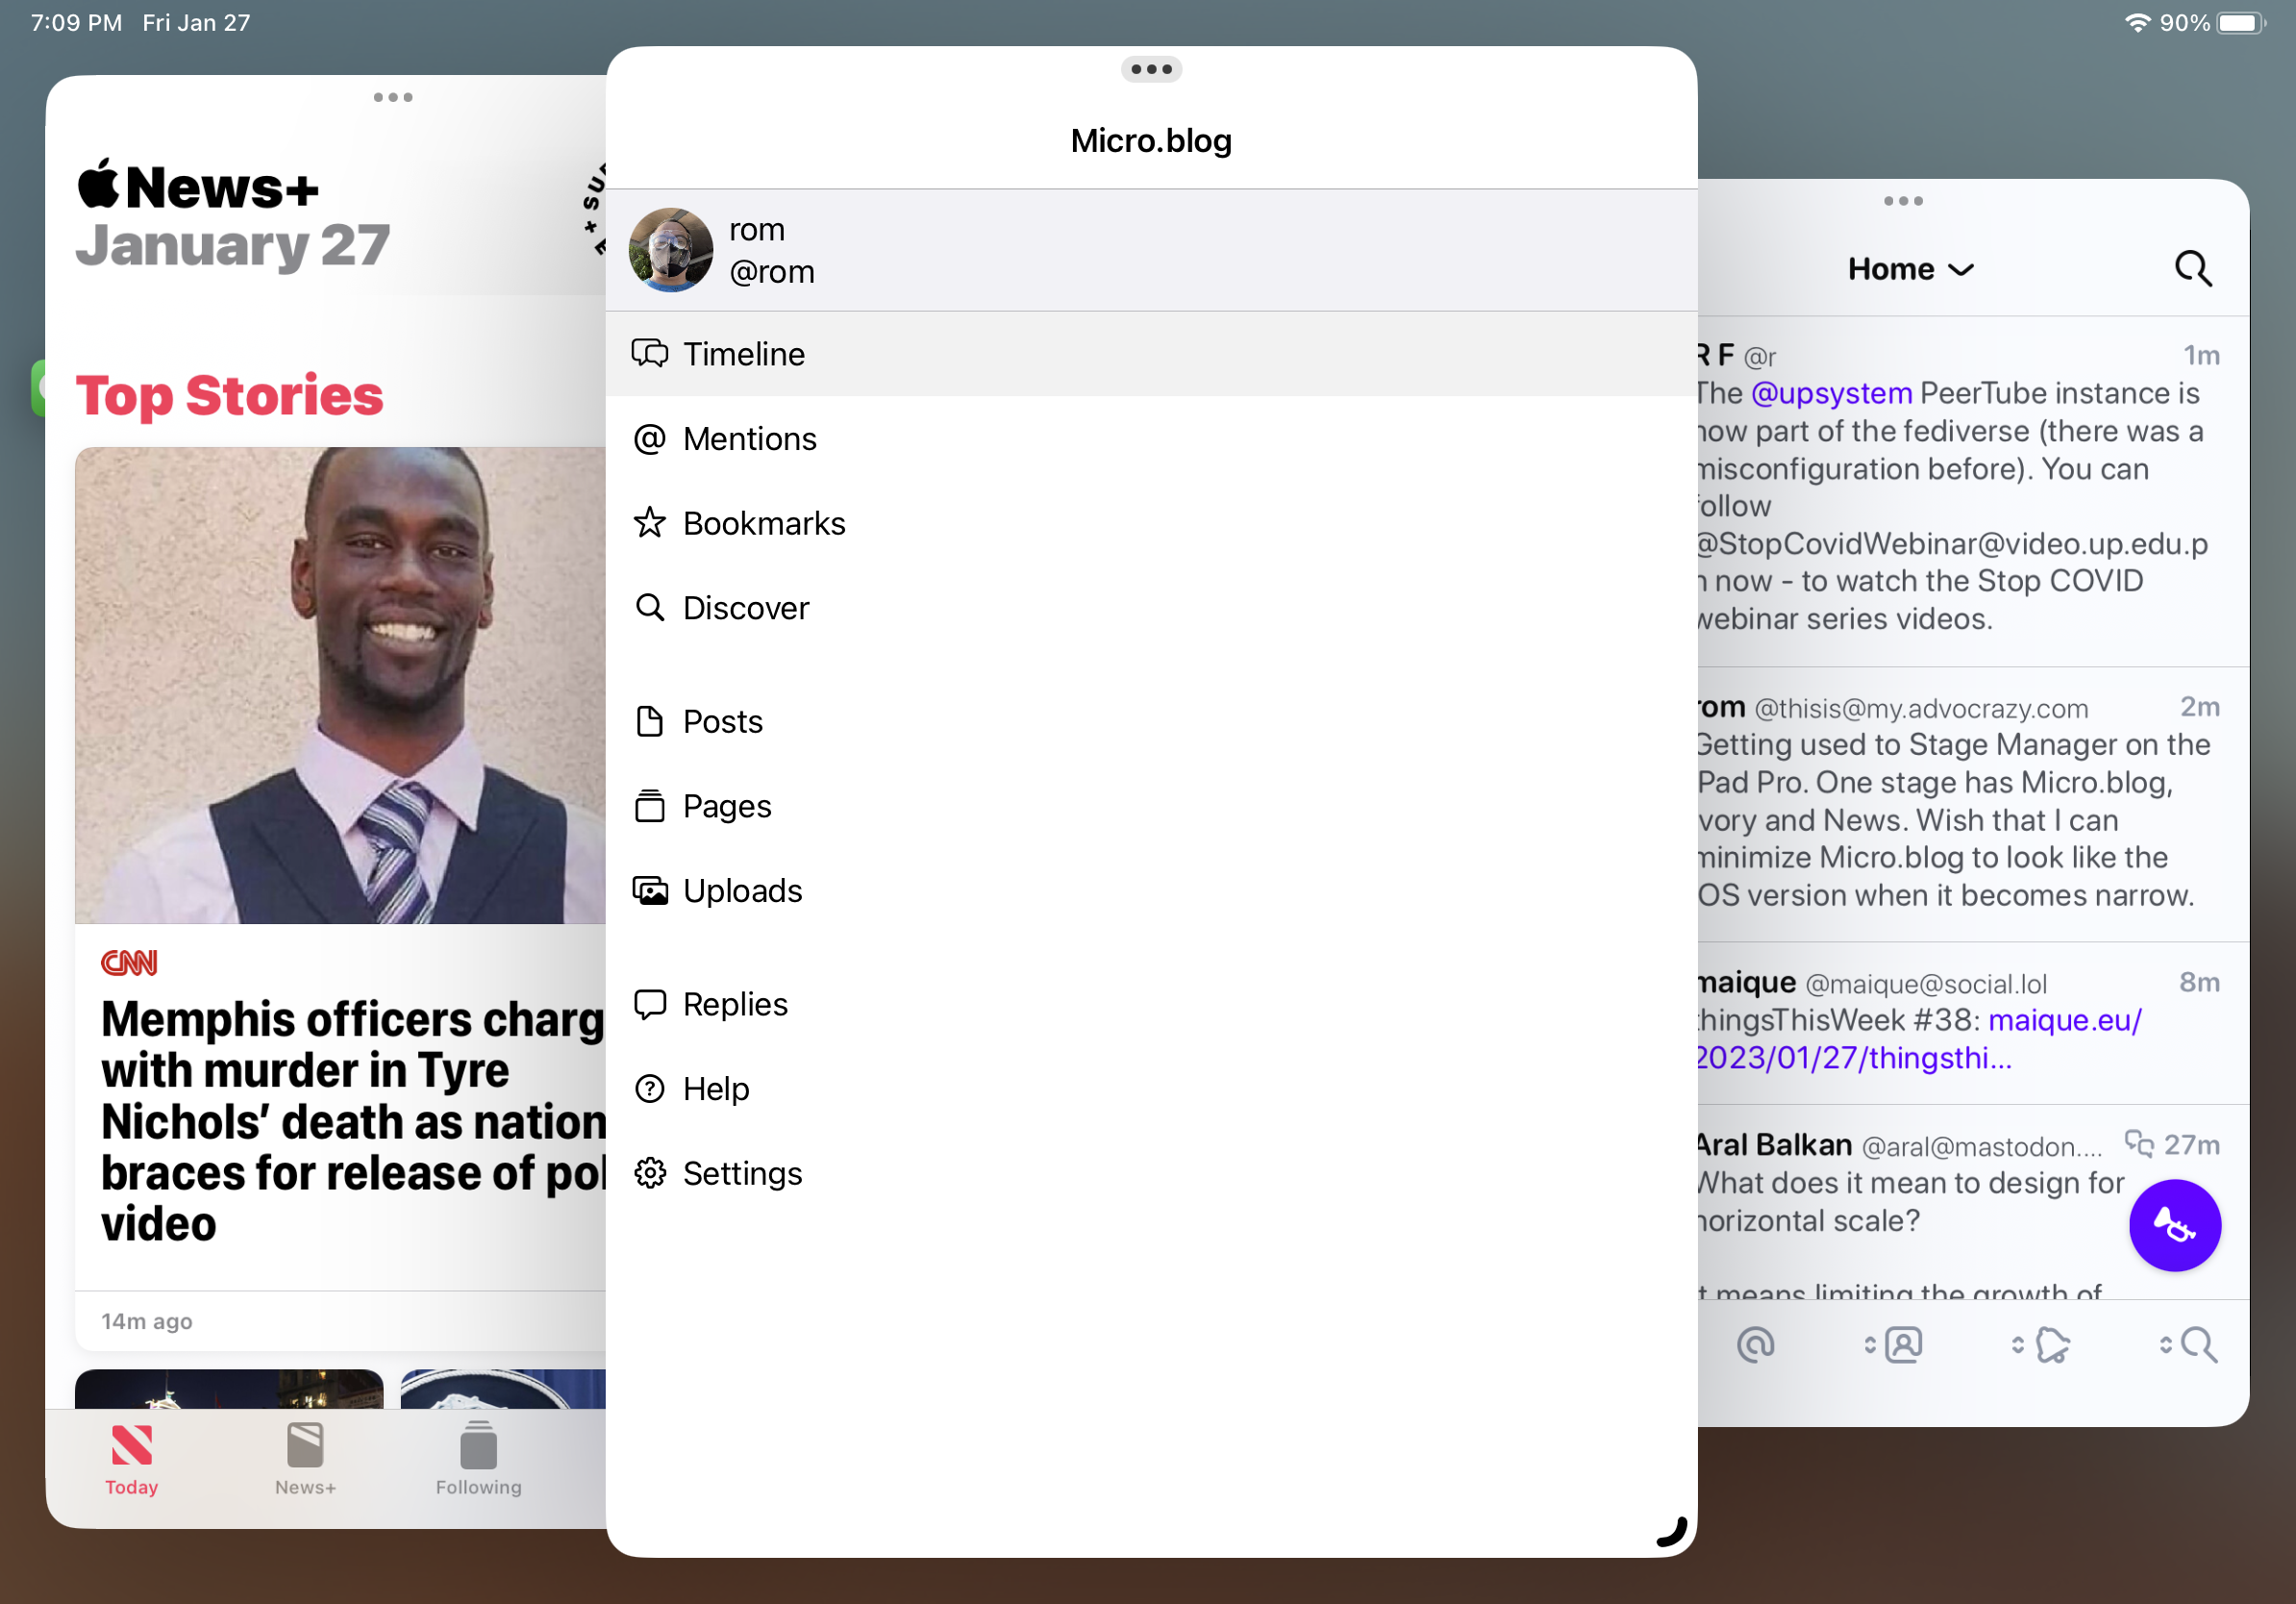 7:09 PM Fri Jan 27
90%
News+
January 27
+ SU
Top Stories
CNN
Memphis officers charg
with murder in Tyre
Nichols’ death as nation
braces for release of pol
video
14m ago
Today
News+
Following
Micro.blog
rom
@rom
Timeline
Mentions
Bookmarks
Discover
Posts
Pages
Uploads
Replies
Help
Settings
Home
R F @r 1m
The @upsystem PeerTube instance is
now part of the fediverse (there was a
misconfiguration before). You can
follow
@StopCovidWebinar@video.up.edu.p
h now - to watch the Stop COVID
webinar series videos.
rom @thisis@my.advocrazy.com 2m
Getting used to Stage Manager on the
iPad Pro. One stage has Micro.blog,
Ivory and News. Wish that I can
minimize Micro.blog to look like the
iOS version when it becomes narrow.
maique @maique@social.lol 8m
thingsThisWeek #38: maique.eu/
2023/01/27/thingsthi...
Aral Balkan @aral@mastodon.... 27m
What does it mean to design for
horizontal scale?
It means limiting the growth of